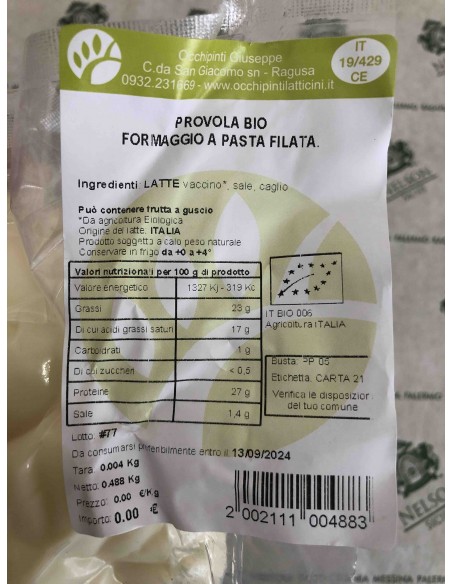 Occhipinti Giuseppe
C.da San Giacomo sn - Ragusa
0932.231669 - www.occhipintilatticini.it
IT
19/429
CE
PROVOLA BIO
FORMAGGIO A PASTA FILATA.
Ingredienti: LATTE vaccino*, sale, caglio
Può contenere frutta a guscio
*Da agricoltura Biologica
Origine del latte: ITALIA
Prodotto soggetto a calo peso naturale
Conservare in frigo da +0 a +4°
Valori nutrizionali per 100 g di prodotto
Valore energetico 1327 Kj - 319 Kc
Grassi 23 g
Di cui acidi grassi saturi 17 g
Carboidrati 1 g
Di cui zuccheri < 0,5
Proteine 27 g
Sale 1,4 g
IT BIO 006
Agricoltura ITALIA
Busta: PP 05
Etichetta: CARTA 21
Verifica le disposizior
del tuo comune
Lotto: #77
Da consumarsi preferibilmente entro il 13/09/2024
Tara: 0.004 Kg
Netto: 0.488 Kg
Prezzo: 0.00 €/Kg
Importo: 0.00 €
2 002111 004883
NELSON
NELSON